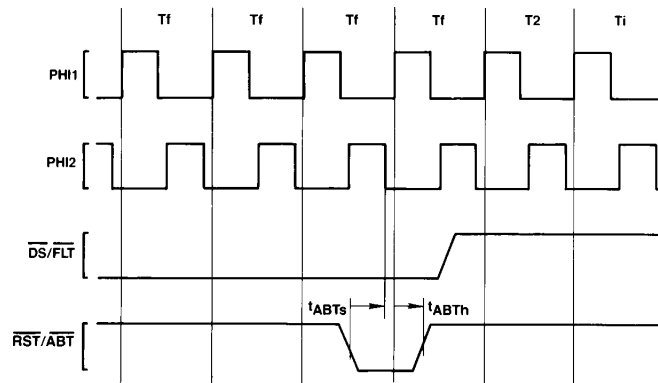 Tf Tf Tf Tf T2 Ti
PHI1
PHI2
DS/FLT
tABTs tABTh
RST/ABT